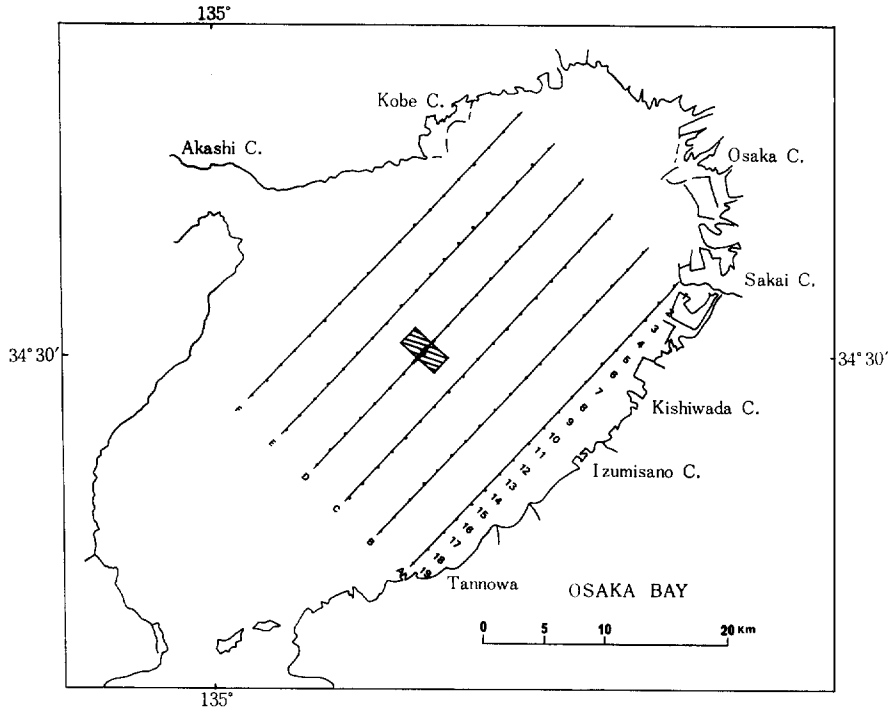 135°
Kobe C.
Akashi C.
Osaka C.
Sakai C.
34°30′
34°30′
2
3
4
5
6
7
8
9
10
11
12
13
14
15
16
17
18
19
F
E
D
C
B
A
Kishiwada C.
Izumisano C.
Tannowa
OSAKA BAY
0 5 10 20 Km
135°